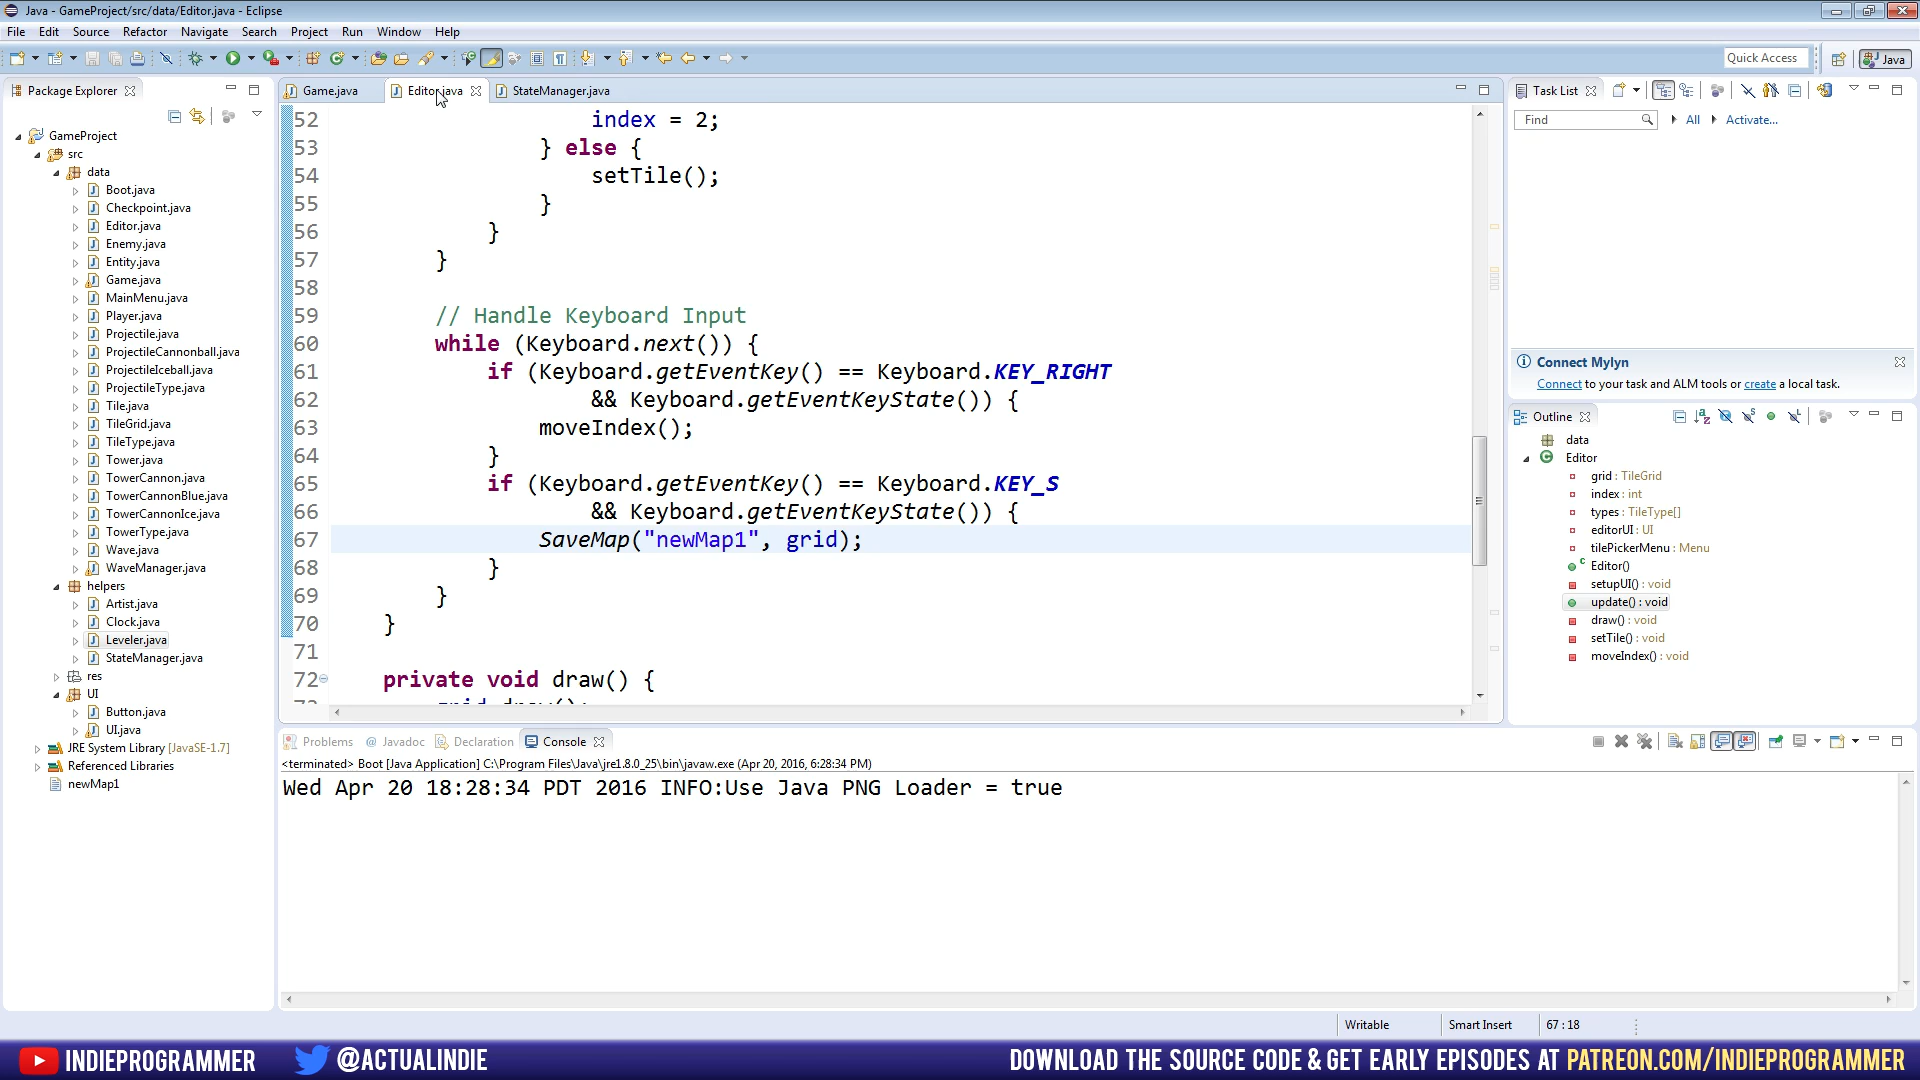 Java - GameProject/src/data/Editor.java - Eclipse
File Edit Source Refactor Navigate Search Project Run Window Help
Quick Access
Java
Package Explorer
GameProject
src
data
Boot.java
Checkpoint.java
Editor.java
Enemy.java
Entity.java
Game.java
MainMenu.java
Player.java
Projectile.java
ProjectileCannonball.java
ProjectileIceball.java
ProjectileType.java
Tile.java
TileGrid.java
TileType.java
Tower.java
TowerCannon.java
TowerCannonBlue.java
TowerCannonIce.java
TowerType.java
Wave.java
WaveManager.java
helpers
Artist.java
Clock.java
Leveler.java
StateManager.java
res
UI
Button.java
UI.java
JRE System Library [JavaSE-1.7]
Referenced Libraries
newMap1
Game.java Editor.java StateManager.java
52 index = 2;
53 } else {
54 setTile();
55 }
56 }
57 }
58
59 // Handle Keyboard Input
60 while (Keyboard.next()) {
61 if (Keyboard.getEventKey() == Keyboard.KEY_RIGHT
62 && Keyboard.getEventKeyState()) {
63 moveIndex();
64 }
65 if (Keyboard.getEventKey() == Keyboard.KEY_S
66 && Keyboard.getEventKeyState()) {
67 SaveMap("newMap1", grid);
68 }
69 }
70 }
71
72 private void draw() {
Task List
Find All Activate...
Connect Mylyn
Connect to your task and ALM tools or create a local task.
Outline
data
Editor
grid : TileGrid
index : int
types : TileType[]
editorUI : UI
tilePickerMenu : Menu
Editor()
setupUI() : void
update() : void
draw() : void
setTile() : void
moveIndex() : void
Problems @ Javadoc Declaration Console
<terminated> Boot [Java Application] C:\Program Files\Java\jre1.8.0_25\bin\javaw.exe (Apr 20, 2016, 6:28:34 PM)
Wed Apr 20 18:28:34 PDT 2016 INFO:Use Java PNG Loader = true
Writable Smart Insert 67 : 18
INDIEPROGRAMMER @ACTUALINDIE DOWNLOAD THE SOURCE CODE & GET EARLY EPISODES AT PATREON.COM/INDIEPROGRAMMER